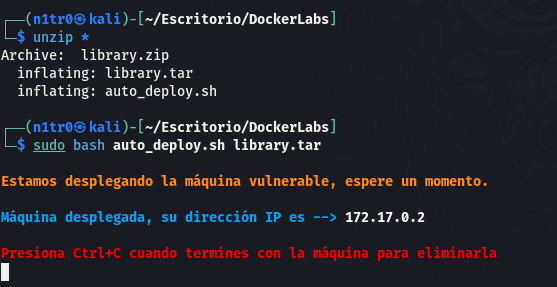 ┌──(n1tr0㉿kali)-[~/Escritorio/DockerLabs]
└─$ unzip *
Archive:  library.zip
  inflating: library.tar
  inflating: auto_deploy.sh
┌──(n1tr0㉿kali)-[~/Escritorio/DockerLabs]
└─$ sudo bash auto_deploy.sh library.tar
Estamos desplegando la máquina vulnerable, espere un momento.
Máquina desplegada, su dirección IP es --> 172.17.0.2
Presiona Ctrl+C cuando termines con la máquina para eliminarla